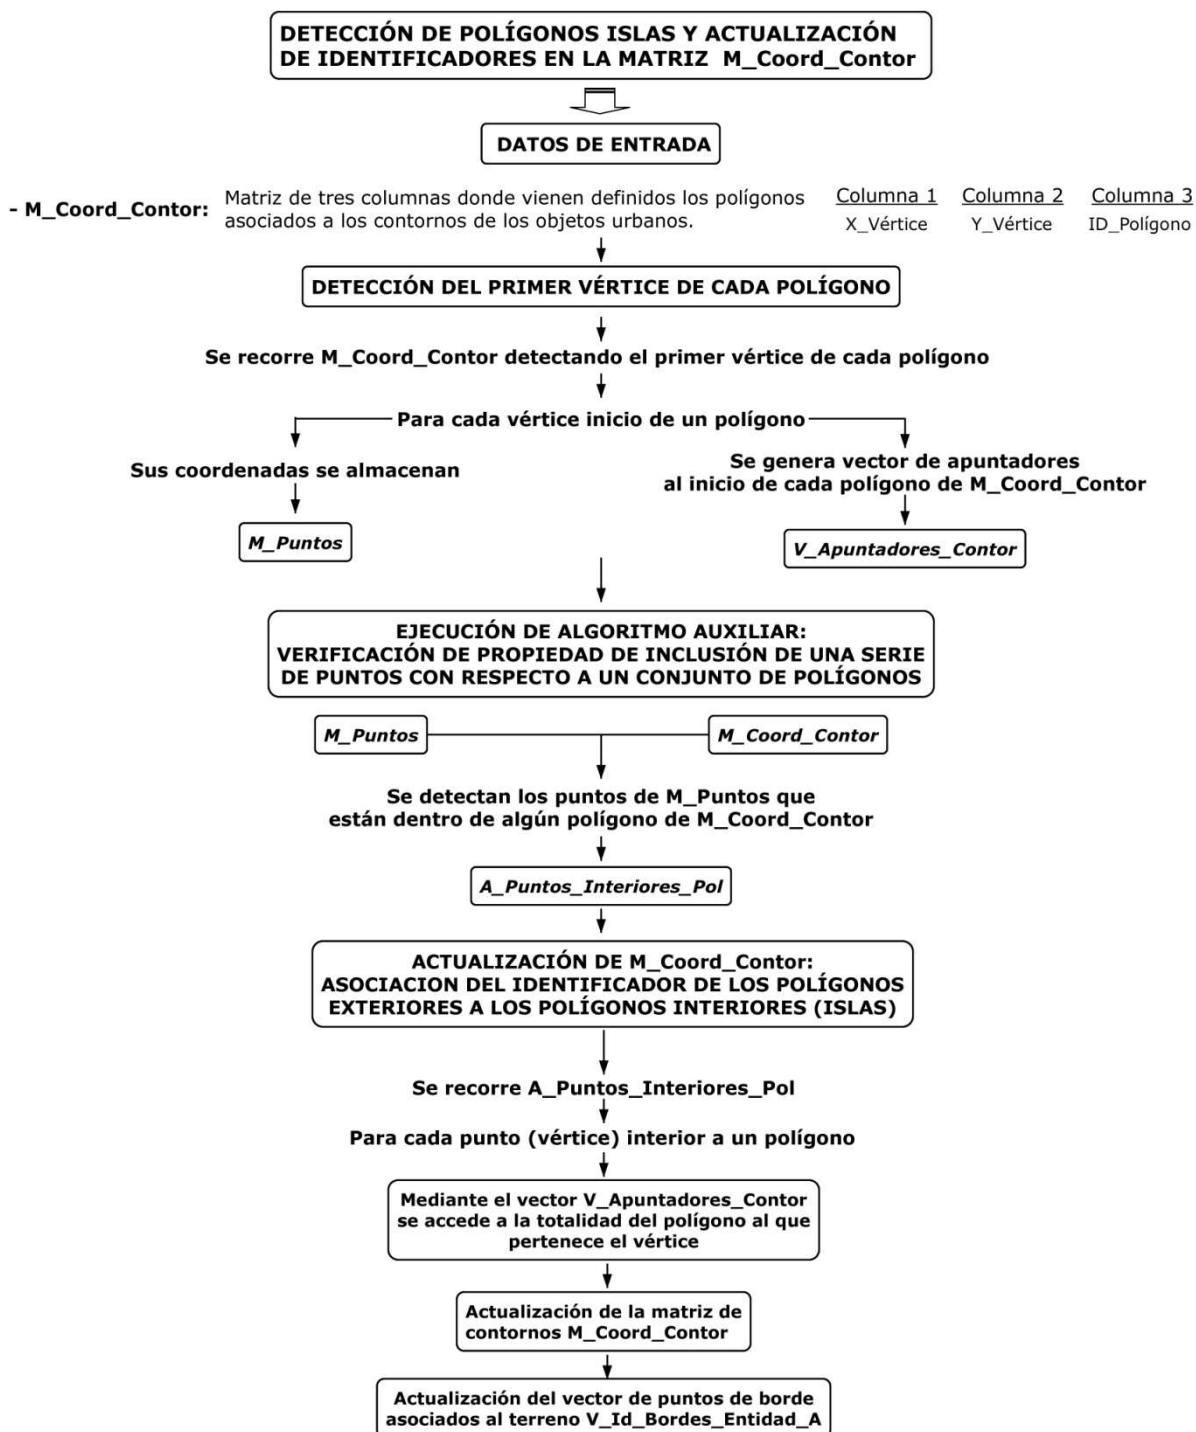 DETECCIÓN DE POLÍGONOS ISLAS Y ACTUALIZACIÓN
DE IDENTIFICADORES EN LA MATRIZ M_Coord_Contor
DATOS DE ENTRADA
- M_Coord_Contor:
Matriz de tres columnas donde vienen definidos los polígonos
asociados a los contornos de los objetos urbanos.
Columna 1 Columna 2 Columna 3
X_Vértice Y_Vértice ID_Polígono
DETECCIÓN DEL PRIMER VÉRTICE DE CADA POLÍGONO
Se recorre M_Coord_Contor detectando el primer vértice de cada polígono
Para cada vértice inicio de un polígono
Sus coordenadas se almacenan
Se genera vector de apuntadores
al inicio de cada polígono de M_Coord_Contor
M_Puntos
V_Apuntadores_Contor
EJECUCIÓN DE ALGORITMO AUXILIAR:
VERIFICACIÓN DE PROPIEDAD DE INCLUSIÓN DE UNA SERIE
DE PUNTOS CON RESPECTO A UN CONJUNTO DE POLÍGONOS
M_Puntos
M_Coord_Contor
Se detectan los puntos de M_Puntos que
están dentro de algún polígono de M_Coord_Contor
A_Puntos_Interiores_Pol
ACTUALIZACIÓN DE M_Coord_Contor:
ASOCIACION DEL IDENTIFICADOR DE LOS POLÍGONOS
EXTERIORES A LOS POLÍGONOS INTERIORES (ISLAS)
Se recorre A_Puntos_Interiores_Pol
Para cada punto (vértice) interior a un polígono
Mediante el vector V_Apuntadores_Contor
se accede a la totalidad del polígono al que
pertenece el vértice
Actualización de la matriz de
contornos M_Coord_Contor
Actualización del vector de puntos de borde
asociados al terreno V_Id_Bordes_Entidad_A